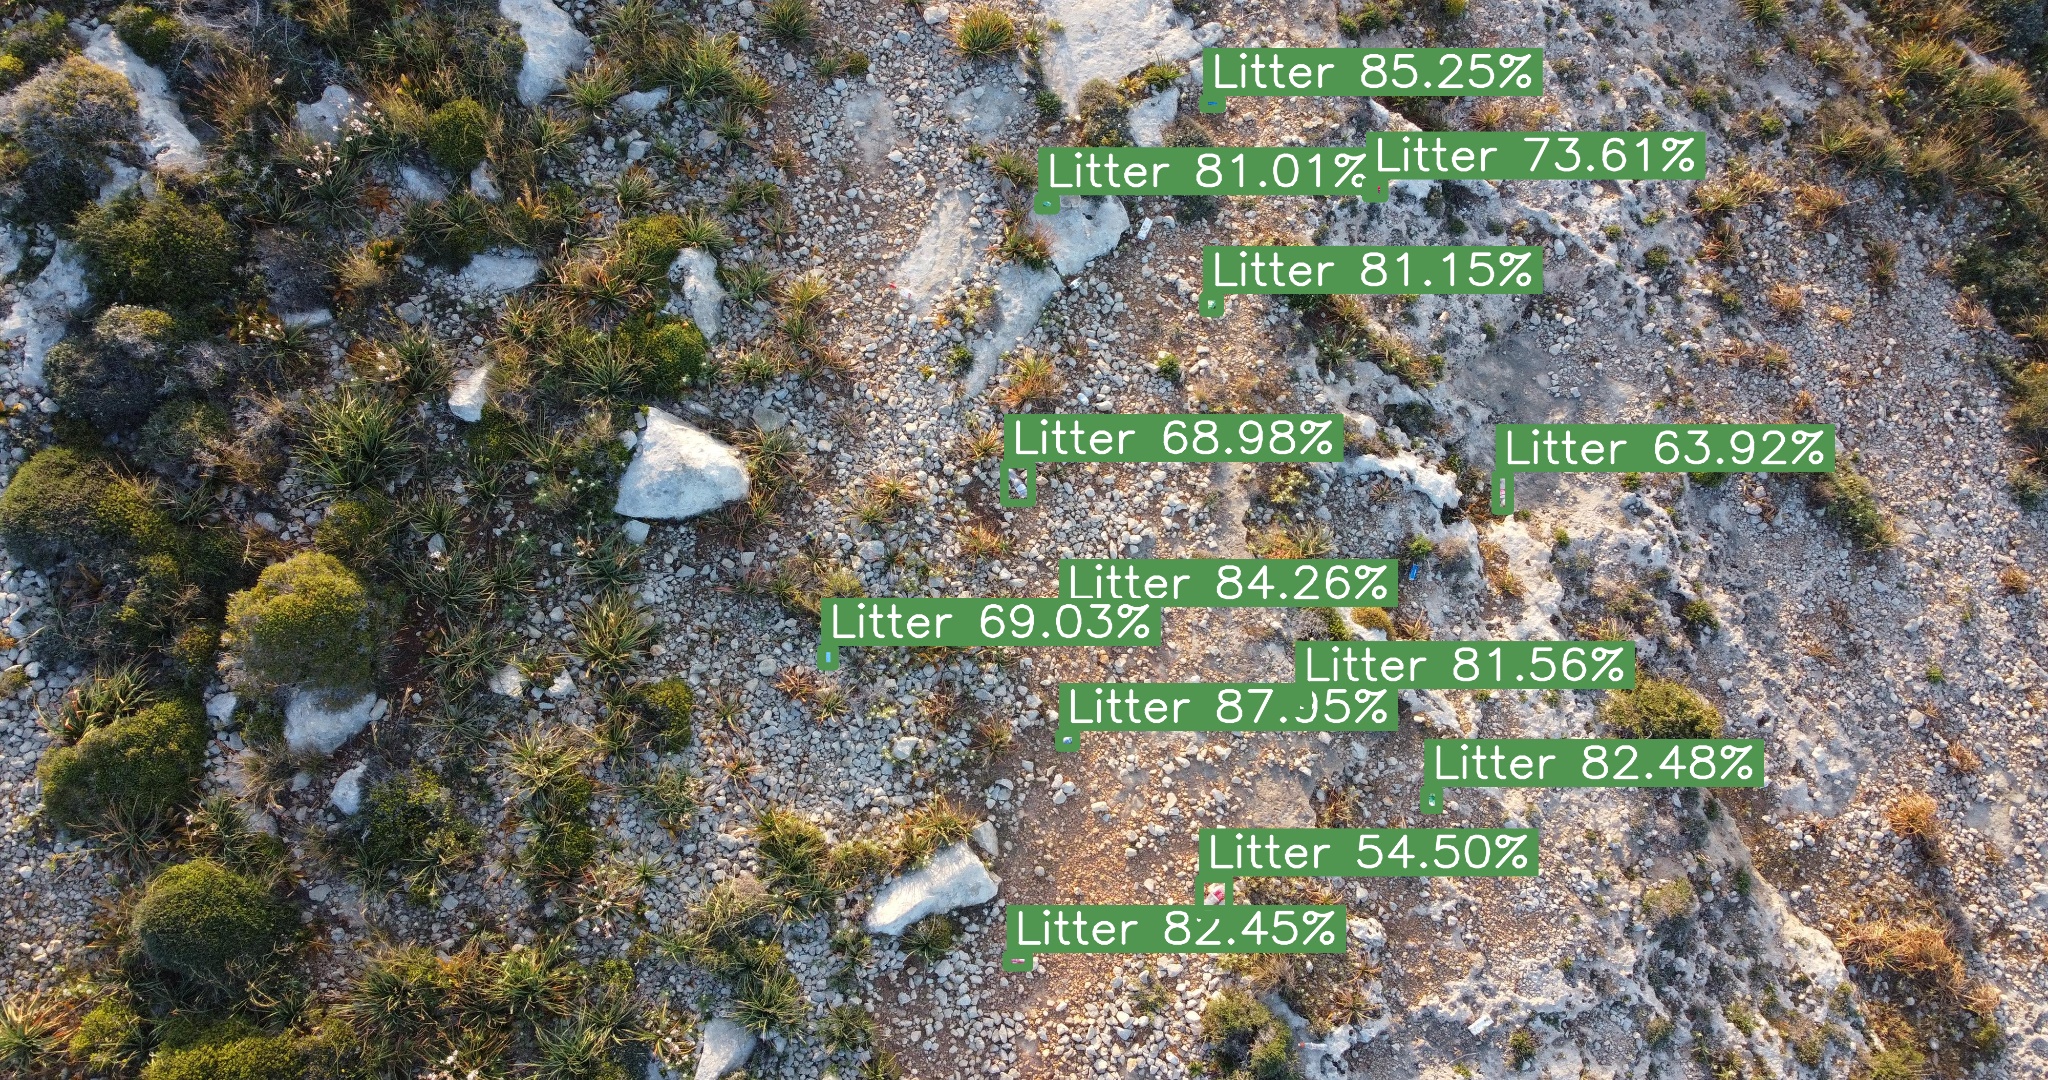 Litter 85.25%
Litter 73.61%
Litter 81.01%
Litter 81.15%
Litter 68.98%
Litter 63.92%
Litter 84.26%
Litter 69.03%
Litter 81.56%
Litter
Litter 82.48%
Litter 54.50%
Litter 82.45%